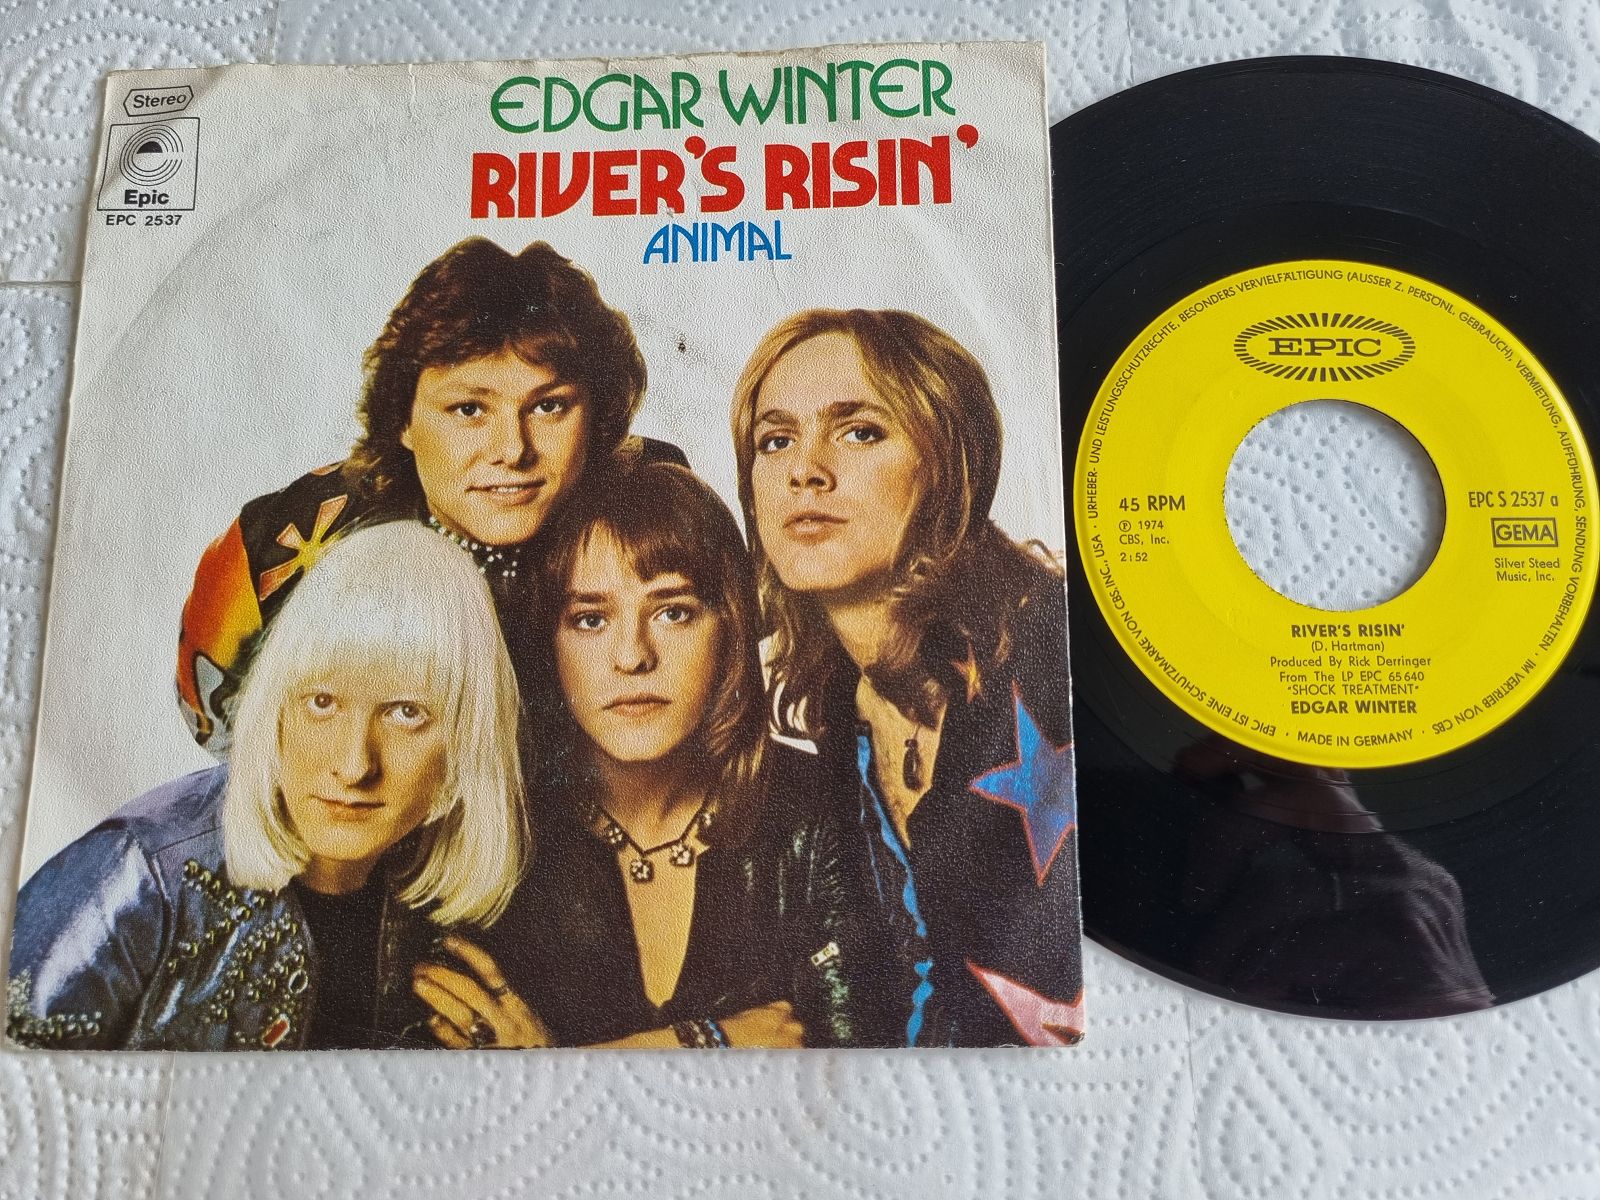 Stereo
Epic
EPC 2537
EDGAR WINTER
RIVER'S RISIN'
ANIMAL
URHEBER- UND LEISTUNGSSCHUTZRECHTE, BESONDERS VERVIELFÄLTIGUNG (AUSSER Z. PERSÖNL. GEBRAUCH), VERMIETUNG, AUFFÜHRUNG, SENDUNG VORBEHALTEN · IM VERTRIEB VON CBS · MADE IN GERMANY · EPIC IST EINE SCHUTZMARKE VON CBS, INC., USA ·
EPIC
45 RPM
Ⓟ 1974
CBS, Inc.
2:52
EPC S 2537 a
GEMA
Silver Steed
Music, Inc.
RIVER'S RISIN'
(D. Hartman)
Produced By Rick Derringer
From The LP EPC 65 640
"SHOCK TREATMENT"
EDGAR WINTER